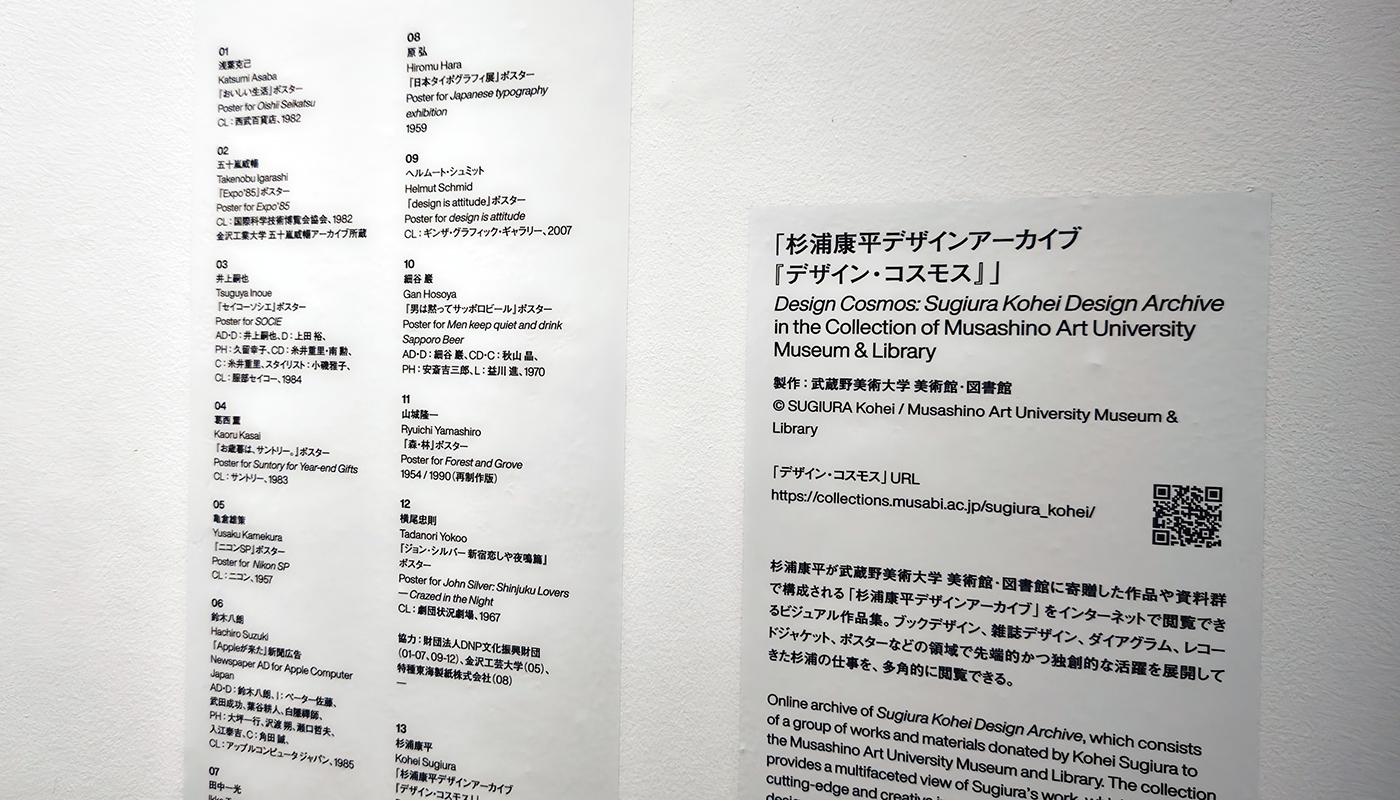 01
浅葉克己
Katsumi Asaba
「おいしい生活」ポスター
Poster for Oishii Seikatsu
CL：西武百貨店、1982
02
五十嵐威暢
Takenobu Igarashi
「Expo'85」ポスター
Poster for Expo'85
CL：国際科学技術博覧会協会、1982
金沢工業大学 五十嵐威暢アーカイブ所蔵
03
井上嗣也
Tsuguya Inoue
「セイコーソシエ」ポスター
Poster for SOCIE
AD・D：井上嗣也、D：上田 裕、
PH：久留幸子、CD：糸井重里・南 勲、
C：糸井重里、スタイリスト：小磯雅子、
CL：服部セイコー、1984
04
葛西 薫
Kaoru Kasai
「お歳暮は、サントリー。」ポスター
Poster for Suntory for Year-end Gifts
CL：サントリー、1983
05
亀倉雄策
Yusaku Kamekura
「ニコンSP」ポスター
Poster for Nikon SP
CL：ニコン、1957
06
鈴木八朗
Hachiro Suzuki
「Appleが来た」新聞広告
Newspaper AD for Apple Computer
Japan
AD・D：鈴木八朗、I：ペーター佐藤、
武田成功、葉谷耕人、白隠禅師、
PH：大坪一行、沢渡 朔、瀬口哲夫、
入江泰吉、C：角田 誠、
CL：アップルコンピュータジャパン、1985
07
田中一光
08
原 弘
Hiromu Hara
「日本タイポグラフィ展」ポスター
Poster for Japanese typography
exhibition
1959
09
ヘルムート・シュミット
Helmut Schmid
「design is attitude」ポスター
Poster for design is attitude
CL：ギンザ・グラフィック・ギャラリー、2007
10
細谷 巖
Gan Hosoya
「男は黙ってサッポロビール」ポスター
Poster for Men keep quiet and drink
Sapporo Beer
AD・D：細谷 巖、CD・C：秋山 晶、
PH：安斎吉三郎、L：益川 進、1970
11
山城隆一
Ryuichi Yamashiro
「森・林」ポスター
Poster for Forest and Grove
1954 / 1990（再制作版）
12
横尾忠則
Tadanori Yokoo
「ジョン・シルバー 新宿恋しや夜鳴篇」
ポスター
Poster for John Silver: Shinjuku Lovers
— Crazed in the Night
CL：劇団状況劇場、1967
協力：財団法人DNP文化振興財団
（01-07、09-12）、金沢工芸大学（05）、
特種東海製紙株式会社（08）
—
13
杉浦康平
Kohei Sugiura
「杉浦康平デザインアーカイブ
『デザイン・コスモス』」
「杉浦康平デザインアーカイブ
『デザイン・コスモス』」
Design Cosmos: Sugiura Kohei Design Archive
in the Collection of Musashino Art University
Museum & Library
製作：武蔵野美術大学 美術館・図書館
© SUGIURA Kohei / Musashino Art University Museum &
Library
「デザイン・コスモス」URL
https://collections.musabi.ac.jp/sugiura_kohei/
杉浦康平が武蔵野美術大学 美術館・図書館に寄贈した作品や資料群
で構成される「杉浦康平デザインアーカイブ」をインターネットで閲覧でき
るビジュアル作品集。ブックデザイン、雑誌デザイン、ダイアグラム、レコー
ドジャケット、ポスターなどの領域で先端的かつ独創的な活躍を展開して
きた杉浦の仕事を、多角的に閲覧できる。
Online archive of Sugiura Kohei Design Archive, which consists
of a group of works and materials donated by Kohei Sugiura to
the Musashino Art University Museum and Library. The collection
provides a multifaceted view of Sugiura's work,
cutting-edge and creative